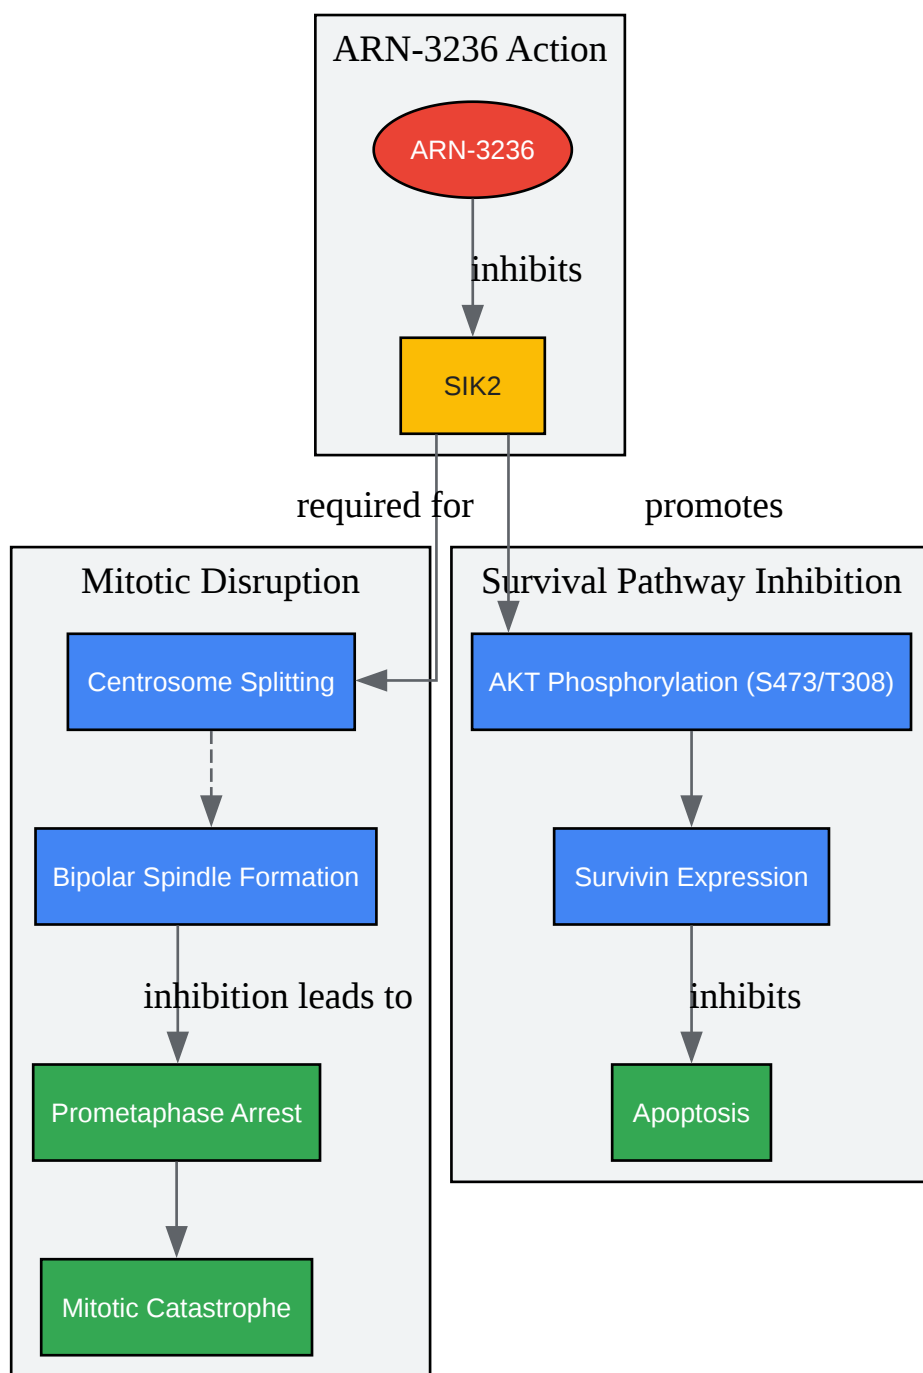 ARN-3236 Action
ARN-3236
inhibits
SIK2
required for
promotes
Mitotic Disruption
Survival Pathway Inhibition
Centrosome Splitting
AKT Phosphorylation (S473/T308)
Bipolar Spindle Formation
Survivin Expression
inhibition leads to
inhibits
Prometaphase Arrest
Apoptosis
Mitotic Catastrophe